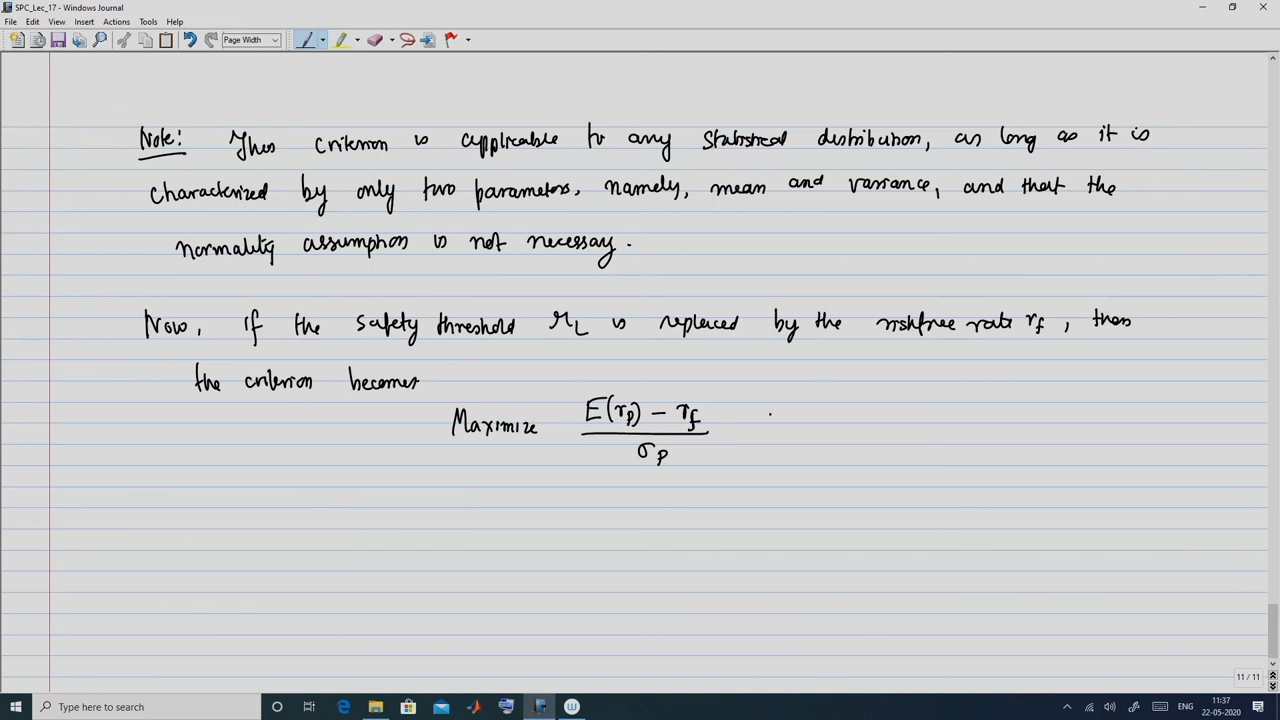 SPC_Lec_17 - Windows Journal
File Edit View Insert Actions Tools Help
Page Width
Note: This criterion is applicable to any statistical distribution, as long as it is
characterized by only two parameters, namely, mean and variance, and that the
normality assumption is not necessay.
Now, if the safety threshold r_L is replaced by the riskfree rate r_f, then
the criterion becomes
Maximize (E(r_p) - r_f) / σ_p
11 / 11
Type here to search
ENG
11:37
22-05-2020